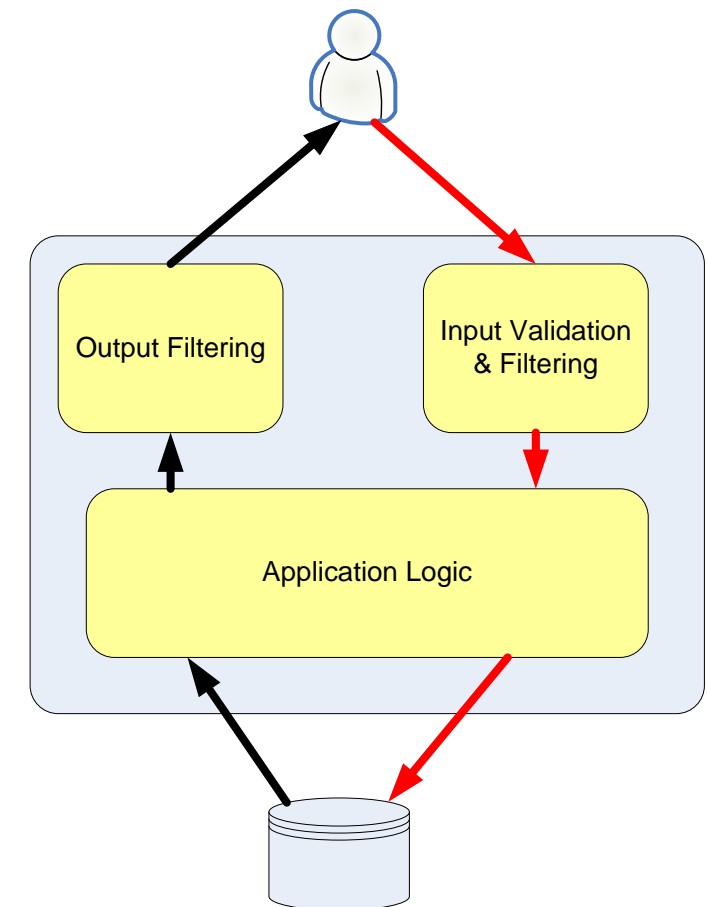 Output Filtering
Input Validation
& Filtering
Application Logic